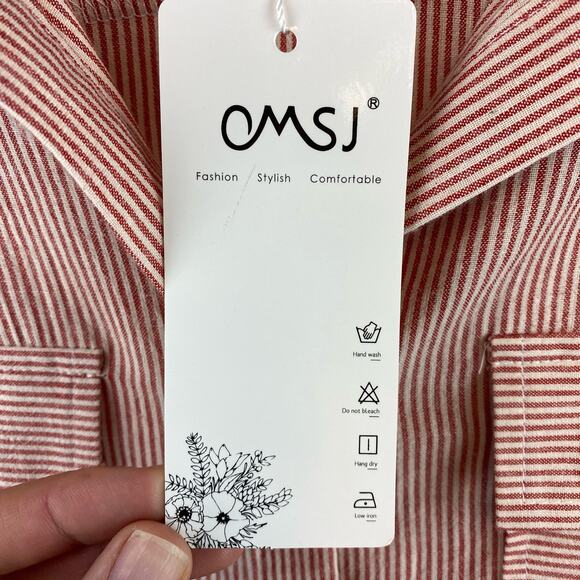 OMSJ®
Fashion Stylish Comfortable
Hand wash
Do not bleach
Hang dry
Low iron